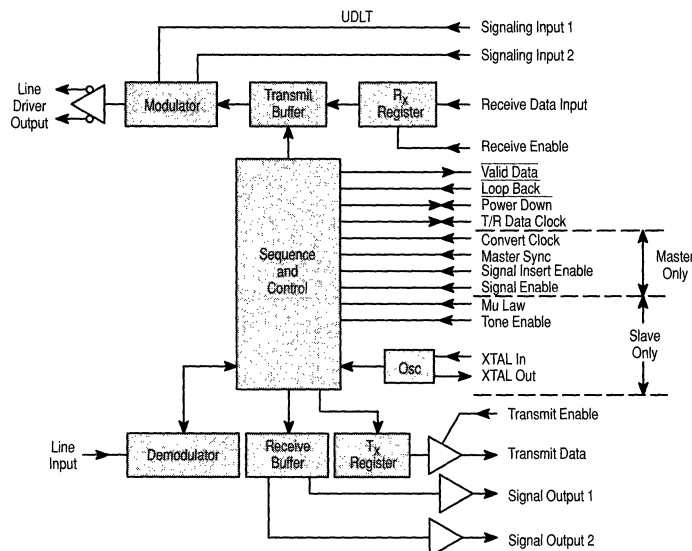 UDLT
Signaling Input 1
Signaling Input 2
Line
Driver
Output
Modulator
Transmit
Buffer
RX
Register
Receive Data Input
Receive Enable
Valid Data
Loop Back
Power Down
T/R Data Clock
Sequence
and
Control
Convert Clock
Master Sync
Signal Insert Enable
Signal Enable
Master
Only
Mu Law
Tone Enable
Slave
Only
Osc
XTAL In
XTAL Out
Line
Input
Demodulator
Receive
Buffer
TX
Register
Transmit Enable
Transmit Data
Signal Output 1
Signal Output 2